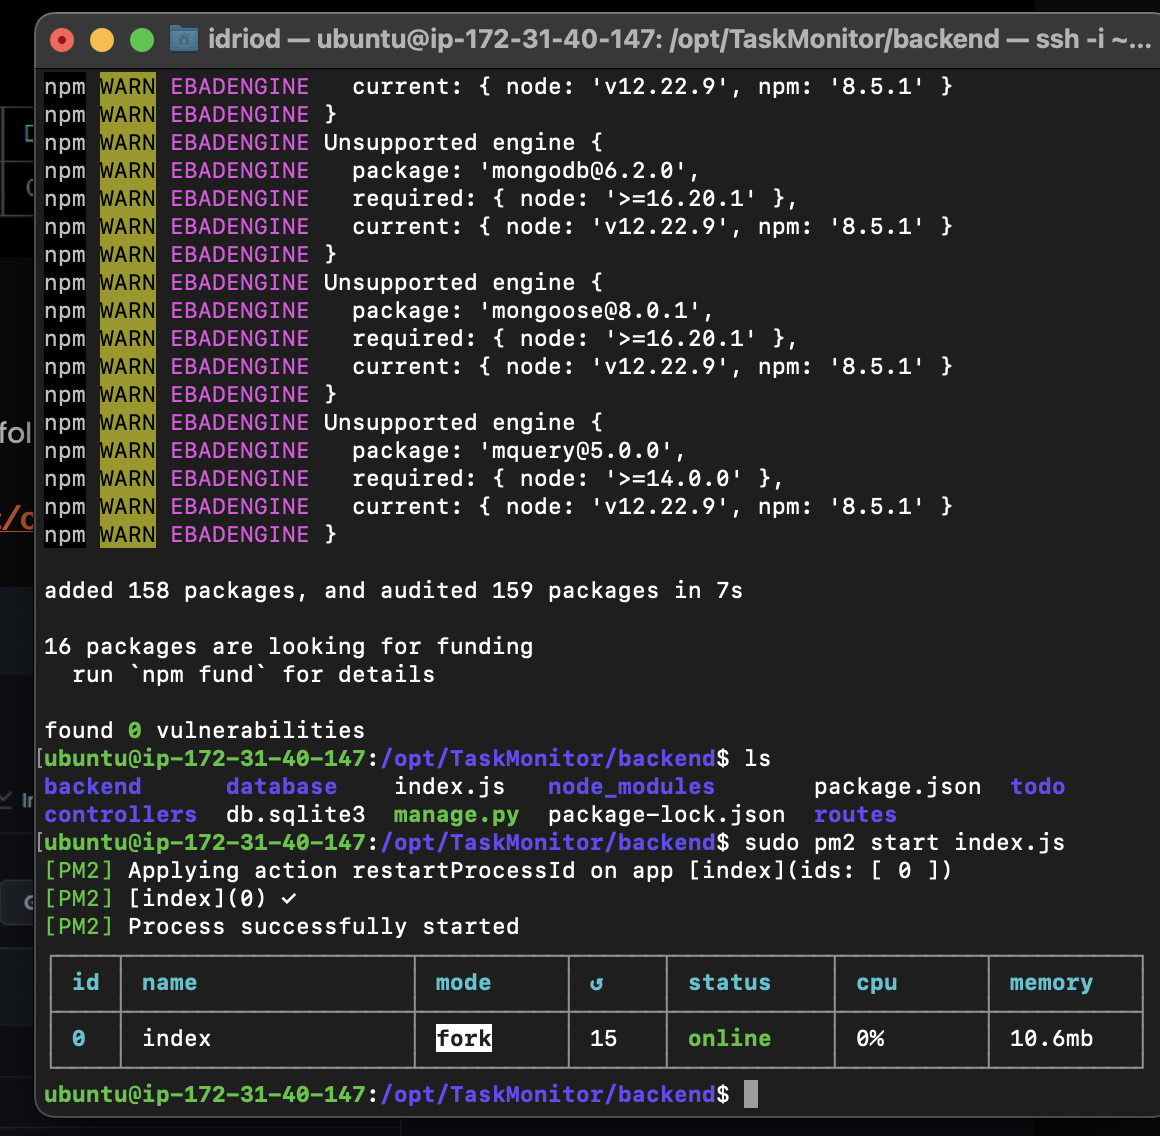 idriod — ubuntu@ip-172-31-40-147: /opt/TaskMonitor/backend — ssh -i ~...
npm WARN EBADENGINE   current: { node: 'v12.22.9', npm: '8.5.1' }
npm WARN EBADENGINE }
npm WARN EBADENGINE Unsupported engine {
npm WARN EBADENGINE   package: 'mongodb@6.2.0',
npm WARN EBADENGINE   required: { node: '>=16.20.1' },
npm WARN EBADENGINE   current: { node: 'v12.22.9', npm: '8.5.1' }
npm WARN EBADENGINE }
npm WARN EBADENGINE Unsupported engine {
npm WARN EBADENGINE   package: 'mongoose@8.0.1',
npm WARN EBADENGINE   required: { node: '>=16.20.1' },
npm WARN EBADENGINE   current: { node: 'v12.22.9', npm: '8.5.1' }
npm WARN EBADENGINE }
npm WARN EBADENGINE Unsupported engine {
npm WARN EBADENGINE   package: 'mquery@5.0.0',
npm WARN EBADENGINE   required: { node: '>=14.0.0' },
npm WARN EBADENGINE   current: { node: 'v12.22.9', npm: '8.5.1' }
npm WARN EBADENGINE }
added 158 packages, and audited 159 packages in 7s
16 packages are looking for funding
  run `npm fund` for details
found 0 vulnerabilities
[ubuntu@ip-172-31-40-147:/opt/TaskMonitor/backend$ ls
backend      database    index.js   node_modules       package.json  todo
controllers  db.sqlite3  manage.py  package-lock.json  routes
[ubuntu@ip-172-31-40-147:/opt/TaskMonitor/backend$ sudo pm2 start index.js
[PM2] Applying action restartProcessId on app [index](ids: [ 0 ])
[PM2] [index](0) ✓
[PM2] Process successfully started
id name mode ↺ status cpu memory
0 index fork 15 online 0% 10.6mb
ubuntu@ip-172-31-40-147:/opt/TaskMonitor/backend$